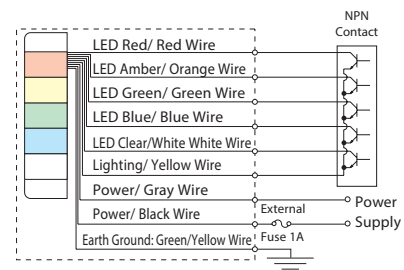 NPN
Contact
LED Red/ Red Wire
LED Amber/ Orange Wire
LED Green/ Green Wire
LED Blue/ Blue Wire
LED Clear/White White Wire
Lighting/ Yellow Wire
Power/ Gray Wire
Power
Power/ Black Wire
External
Supply
Fuse 1A
Earth Ground: Green/Yellow Wire